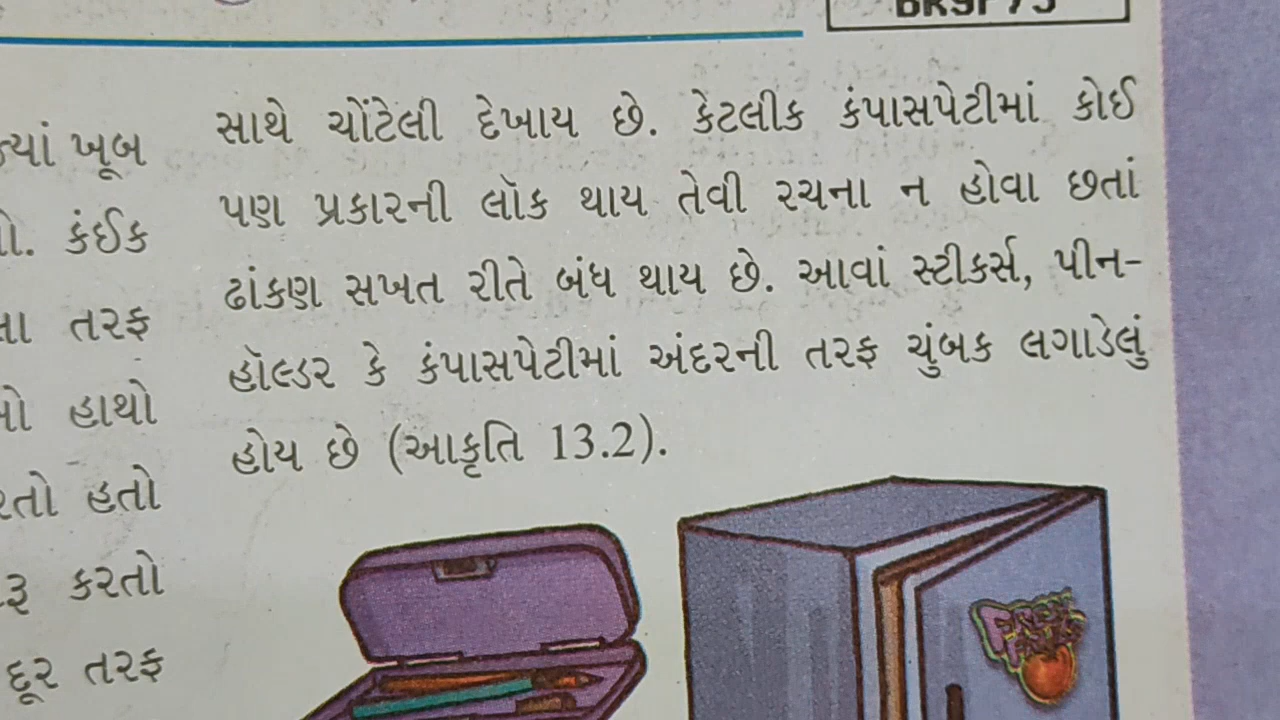 ખૂબ
કંઈક
તરફ
હાથો
હતો
કરતો
દૂર તરફ
સાથે ચોંટેલી દેખાય છે. કેટલીક કંપાસપેટીમાં કોઈ
પણ પ્રકારની લૉક થાય તેવી રચના ન હોવા છતાં
ઢાંકણ સખત રીતે બંધ થાય છે. આવાં સ્ટીકર્સ, પીન-
હૉલ્ડર કે કંપાસપેટીમાં અંદરની તરફ ચુંબક લગાડેલું
હોય છે (આકૃતિ 13.2).